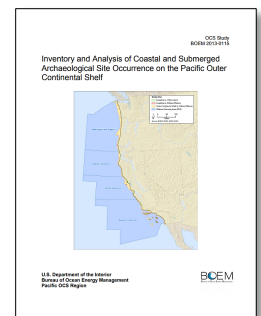 OCS Study
BOEM 2013-0115
Inventory and Analysis of Coastal and Submerged
Archaeological Site Occurrence on the Pacific Outer
Continental Shelf
U.S. Department of the Interior
Bureau of Ocean Energy Management
Pacific OCS Region
BOEM